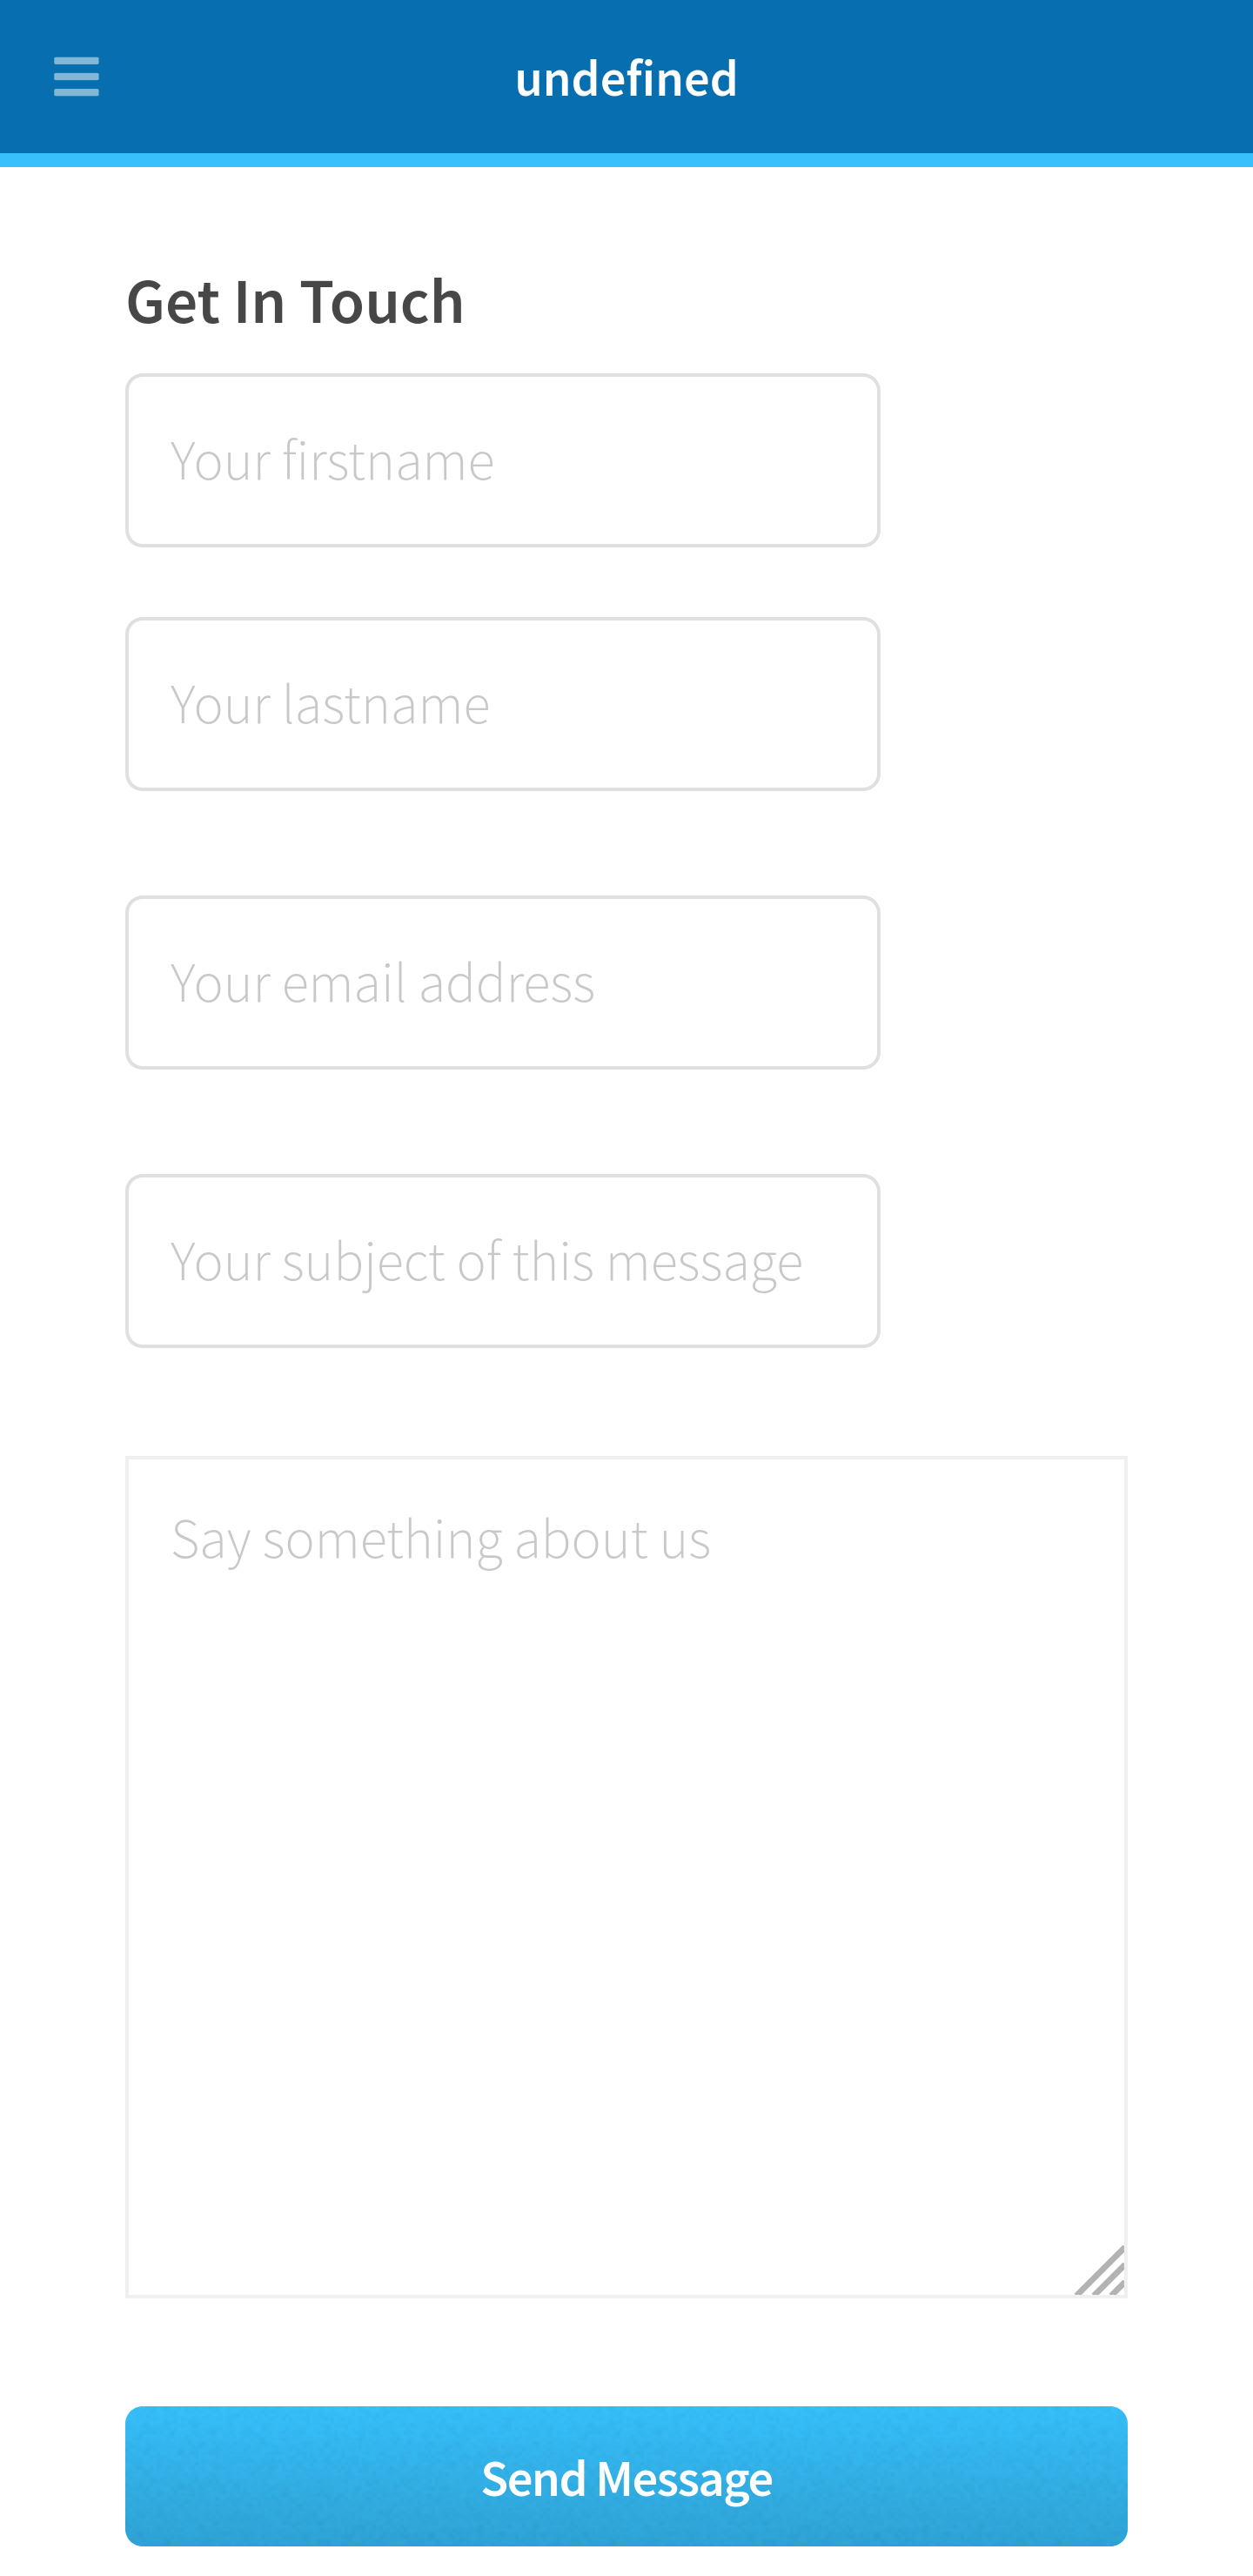 undefined
Get In Touch
Your firstname
Your lastname
Your email address
Your subject of this message
Say something about us
Send Message